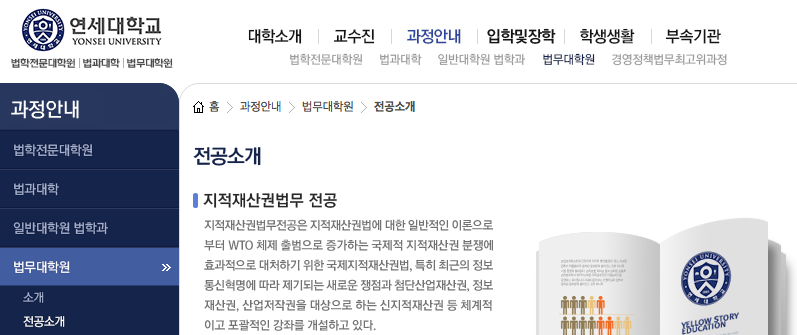 연세대학교
YONSEI UNIVERSITY
법학전문대학원 | 법과대학 | 법무대학원
대학소개 교수진 과정안내 입학및장학 학생생활 부속기관
법학전문대학원 법과대학 일반대학원 법학과 법무대학원 경영정책법무최고위과정
과정안내
법학전문대학원
법과대학
일반대학원 법학과
법무대학원 »
소개
전공소개
홈 > 과정안내 > 법무대학원 > 전공소개
전공소개
지적재산권법무 전공
지적재산권법무전공은 지적재산권법에 대한 일반적인 이론으로
부터 WTO 체제 출범으로 증가하는 국제적 지적재산권 분쟁에
효과적으로 대처하기 위한 국제지적재산권법, 특히 최근의 정보
통신혁명에 따라 제기되는 새로운 쟁점과 첨단산업재산권, 정보
재산권, 산업저작권을 대상으로 하는 신지적재산권 등 체계적
이고 포괄적인 강좌를 개설하고 있다.
YONSEI UNIVERSITY
YELLOW STORY
EDUCATION